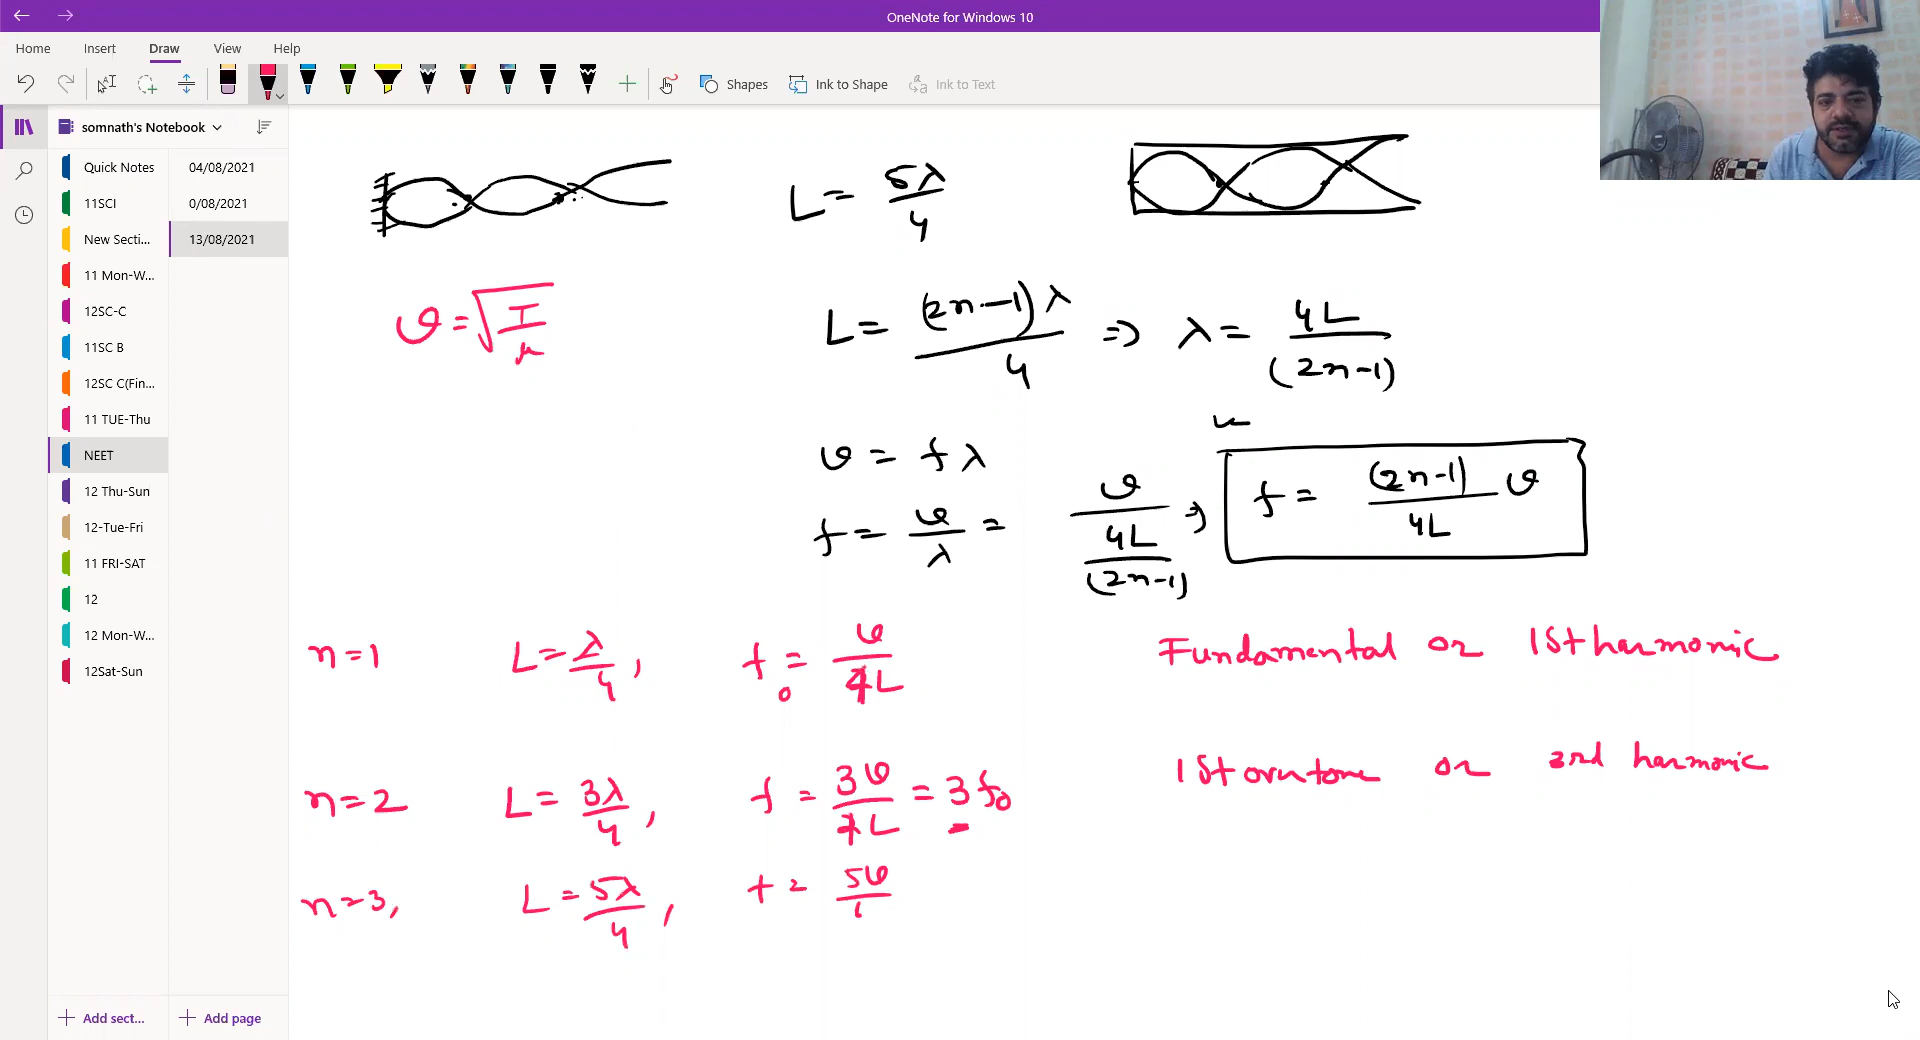 OneNote for Windows 10
Home Insert Draw View Help
Shapes Ink to Shape Ink to Text
somnath's Notebook
Quick Notes
11SCI
New Secti...
11 Mon-W...
12SC-C
11SC B
12SC C(Fin...
11 TUE-Thu
NEET
12 Thu-Sun
12-Tue-Fri
11 FRI-SAT
12
12 Mon-W...
12Sat-Sun
Add sect...
04/08/2021
0/08/2021
13/08/2021
Add page
L = 5λ/4
v = √(T/μ)
L = (2n-1)λ/4 ⇒ λ = 4L/(2n-1)
v = fλ
f = v/λ = v/(4L/(2n-1)) ⇒ f = (2n-1)/4L v
n=1 L=λ/4, f₀ = v/4L Fundamental or 1st harmonic
n=2 L=3λ/4, f = 3v/4L = 3f₀ 1st overtone or 3rd harmonic
n=3, L=5λ/4, f = 5v/